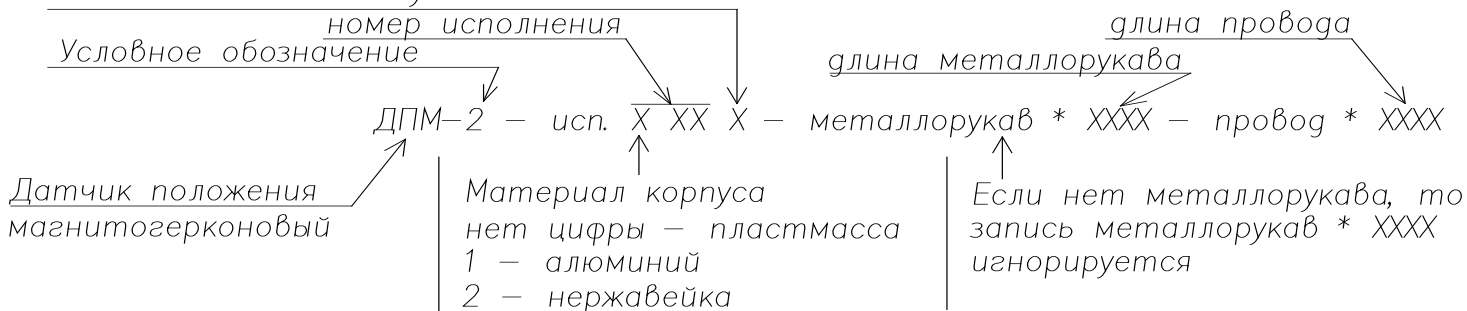 номер исполнения
длина провода
Условное обозначение
длина металлорукава
ДПМ-2 - исп. X XX X - металлорукав * XXXX - провод * XXXX
Датчик положения
магнитогерконовый
Материал корпуса
нет цифры - пластмасса
1 - алюминий
2 - нержавейка
Если нет металлорукава, то
запись металлорукав * XXXX
игнорируется